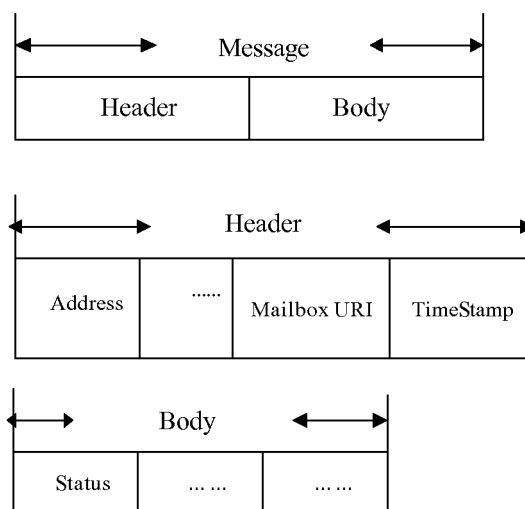 Message
Header Body
Header
Address ...... Mailbox URI TimeStamp
Body
Status ... ... ... ...